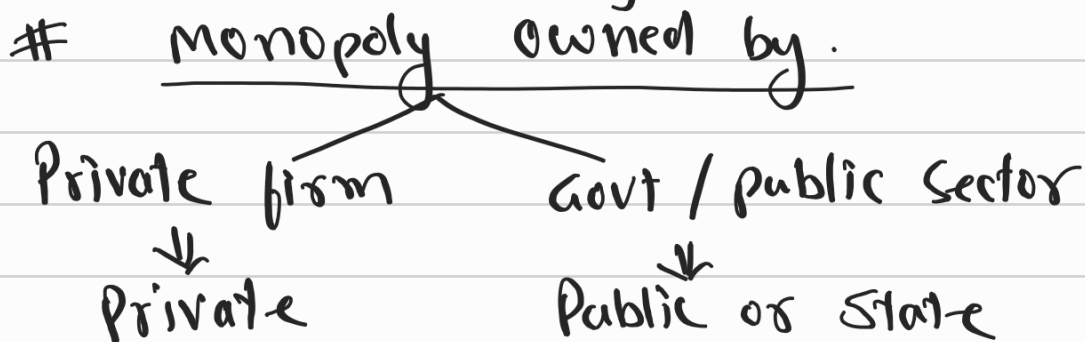 # Monopoly owned by.
Private firm Govt / public sector
Private Public or State